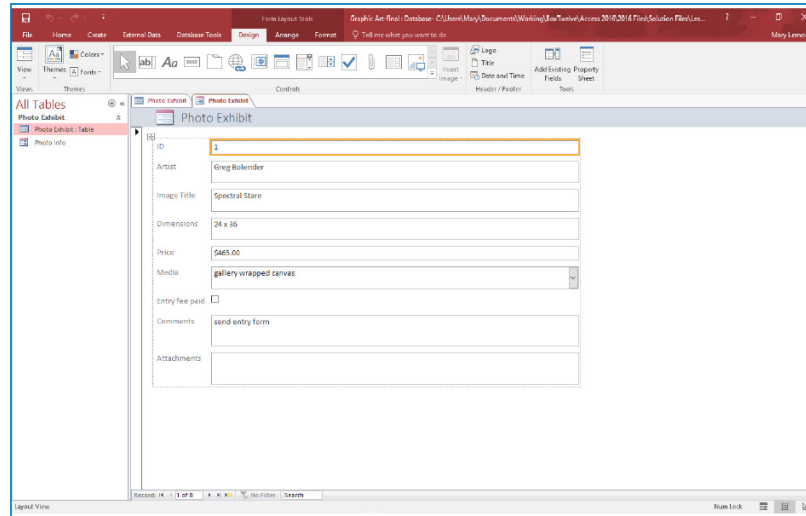 Form Layout Tools
Graphic Art-final : Database- C:\Users\Mary\Documents\Working\BoxTwelve\Access 2016\2016 Files\Solution Files\Les...
?
File Home Create External Data Database Tools Design Arrange Format Tell me what you want to do
Mary Lemo
View
Themes
Colors
Fonts
Aa
ab Aa xxxx
Insert
Image
Logo
Title
Date and Time
Add Existing
Fields
Property
Sheet
Views Themes Controls Header / Footer Tools
All Tables
Photo Exhibit
Photo Exhibit : Table
Photo Info
Photo Exhibit Photo Exhibit
Photo Exhibit
ID 1
Artist Greg Bolender
Image Title Spectral Stare
Dimensions 24 x 36
Price $465.00
Media gallery wrapped canvas
Entry fee paid
Comments send entry form
Attachments
Record: 1 of 8 No Filter Search
Layout View
Num Lock